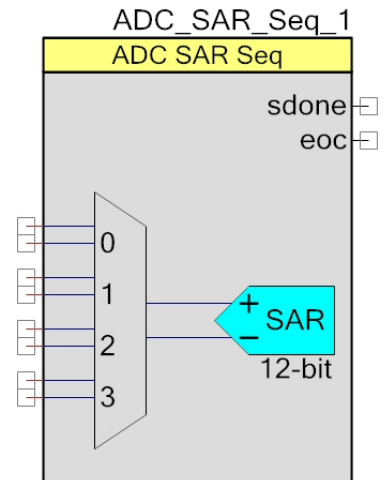 ADC_SAR_Seq_1
ADC SAR Seq
sdone
eoc
0
1
2
3
+
SAR
−
12-bit